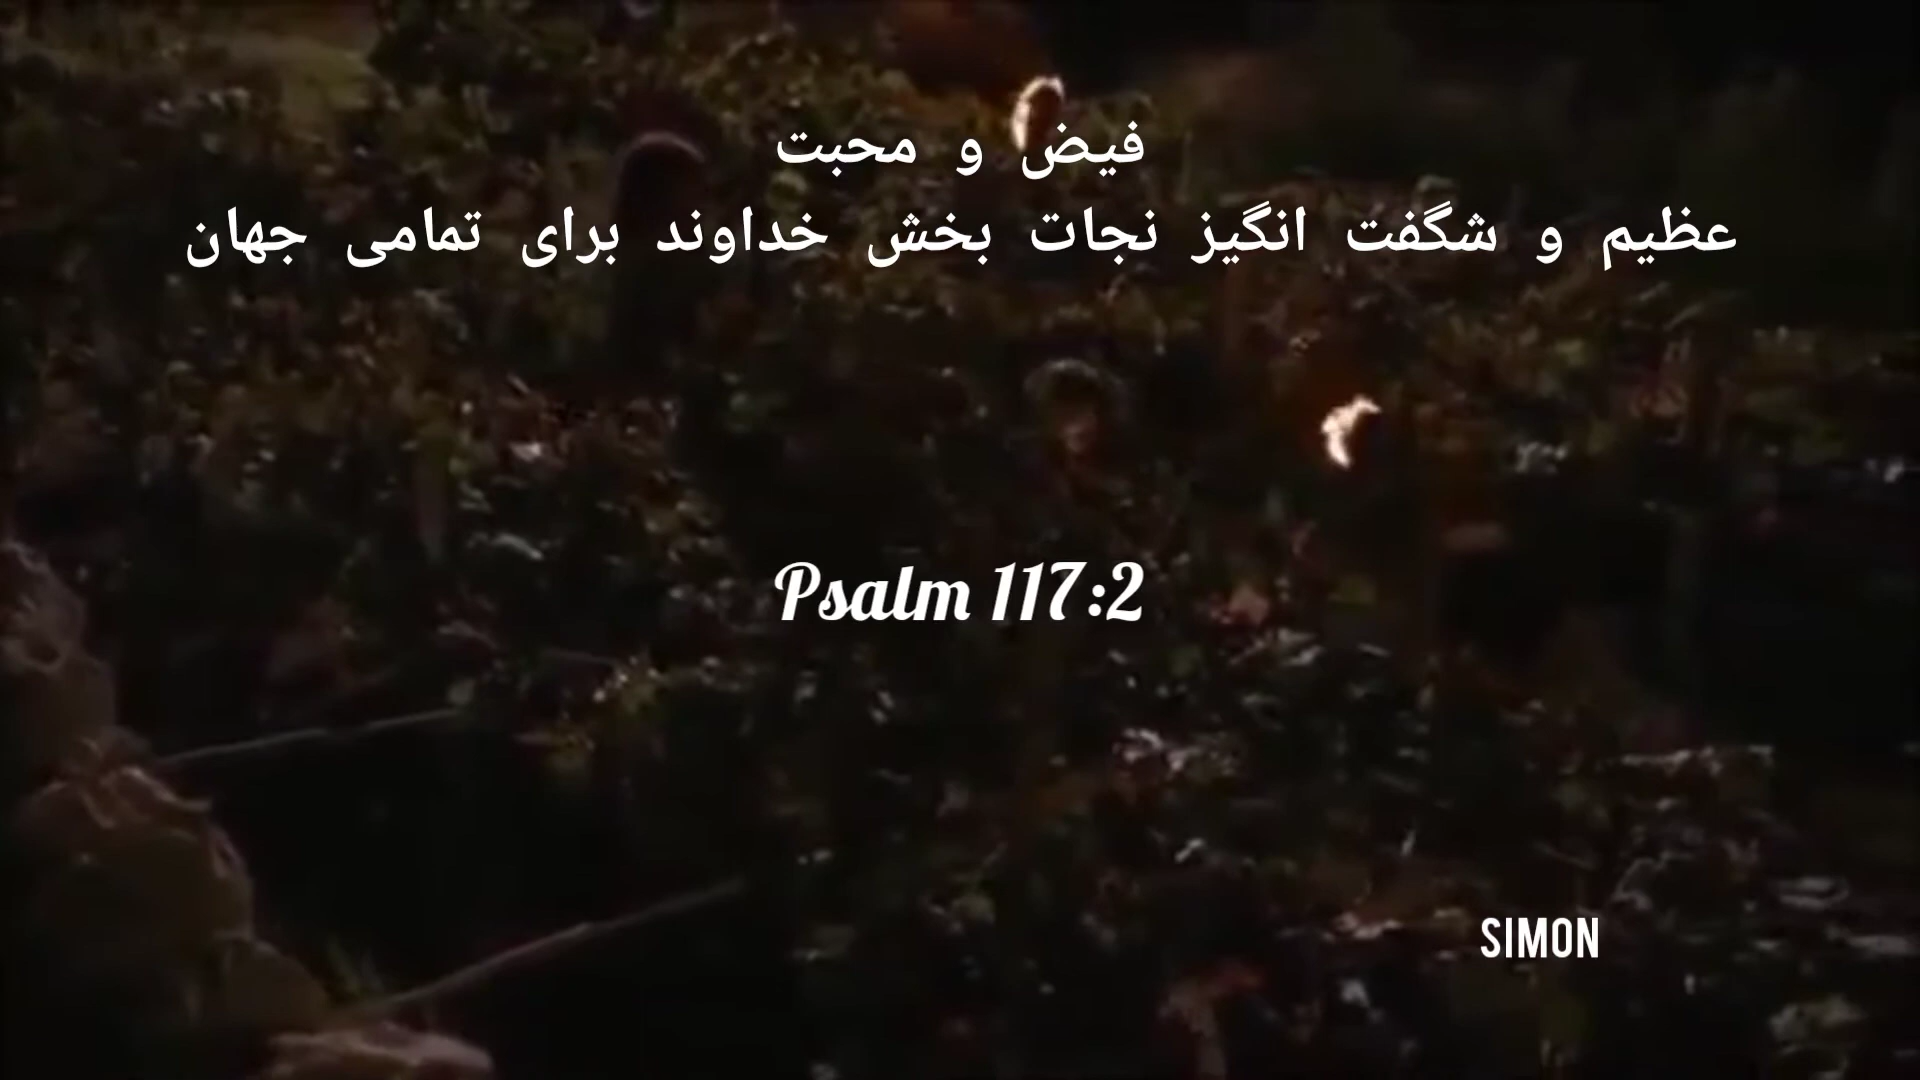 فیض و محبت
عظیم و شگفت انگیز نجات بخش خداوند برای تمامی جهان
Psalm 117:2
SIMON